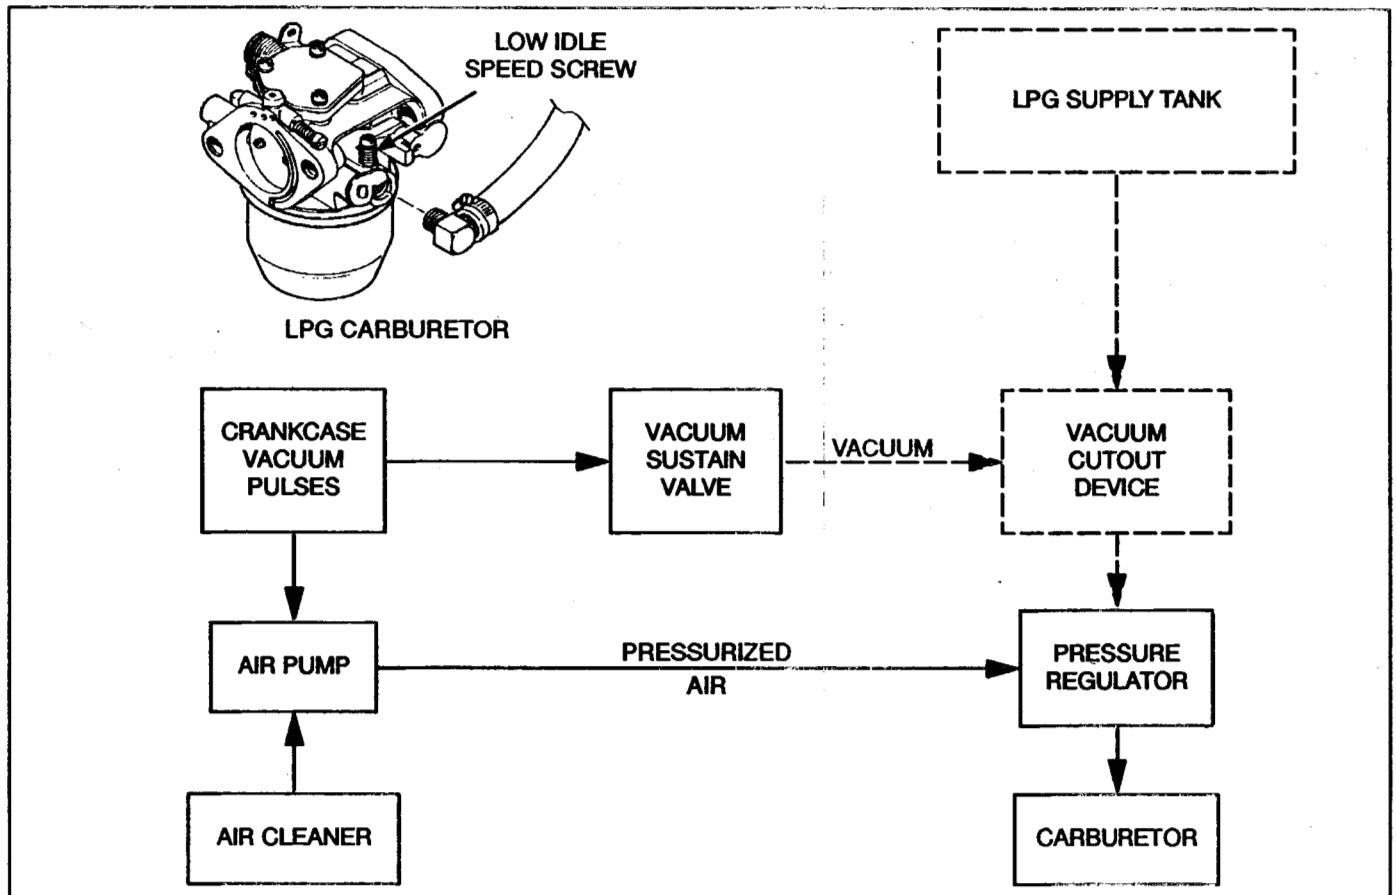 LOW IDLE
SPEED SCREW
LPG SUPPLY TANK
LPG CARBURETOR
CRANKCASE
VACUUM
PULSES
VACUUM
SUSTAIN
VALVE
VACUUM
VACUUM
CUTOUT
DEVICE
AIR PUMP
PRESSURIZED
AIR
PRESSURE
REGULATOR
AIR CLEANER
CARBURETOR